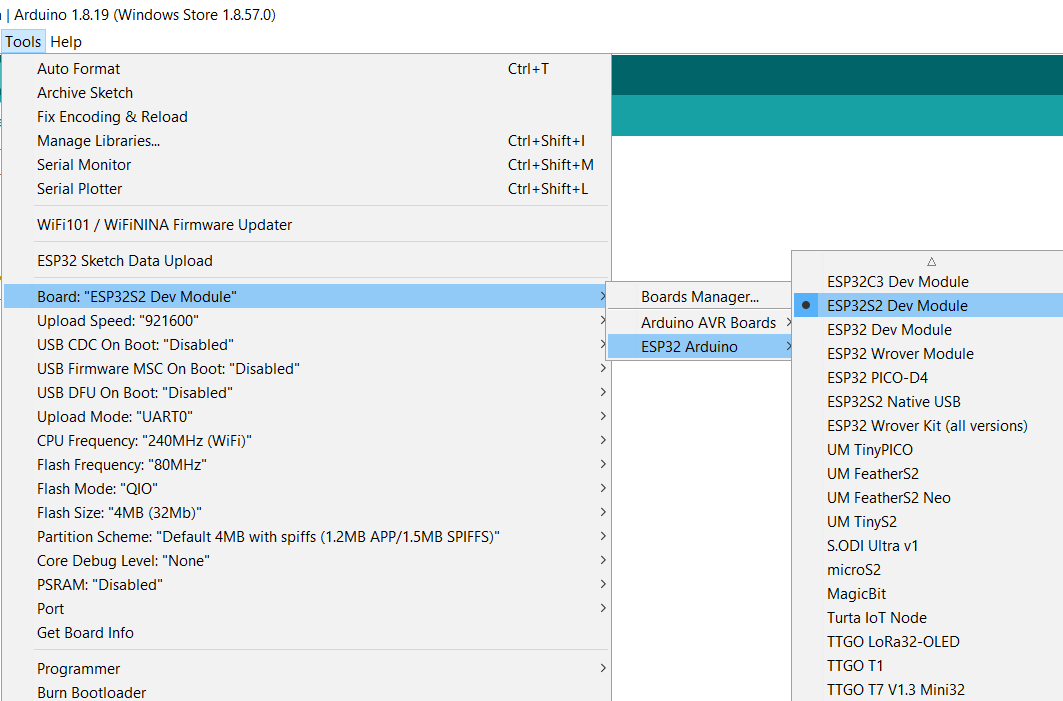 | Arduino 1.8.19 (Windows Store 1.8.57.0)
Tools Help
Auto Format Ctrl+T
Archive Sketch
Fix Encoding & Reload
Manage Libraries... Ctrl+Shift+I
Serial Monitor Ctrl+Shift+M
Serial Plotter Ctrl+Shift+L
WiFi101 / WiFiNINA Firmware Updater
ESP32 Sketch Data Upload
Board: "ESP32S2 Dev Module"
Upload Speed: "921600"
USB CDC On Boot: "Disabled"
USB Firmware MSC On Boot: "Disabled"
USB DFU On Boot: "Disabled"
Upload Mode: "UART0"
CPU Frequency: "240MHz (WiFi)"
Flash Frequency: "80MHz"
Flash Mode: "QIO"
Flash Size: "4MB (32Mb)"
Partition Scheme: "Default 4MB with spiffs (1.2MB APP/1.5MB SPIFFS)"
Core Debug Level: "None"
PSRAM: "Disabled"
Port
Get Board Info
Programmer
Burn Bootloader
Boards Manager...
Arduino AVR Boards
ESP32 Arduino
ESP32C3 Dev Module
ESP32S2 Dev Module
ESP32 Dev Module
ESP32 Wrover Module
ESP32 PICO-D4
ESP32S2 Native USB
ESP32 Wrover Kit (all versions)
UM TinyPICO
UM FeatherS2
UM FeatherS2 Neo
UM TinyS2
S.ODI Ultra v1
microS2
MagicBit
Turta IoT Node
TTGO LoRa32-OLED
TTGO T1
TTGO T7 V1.3 Mini32